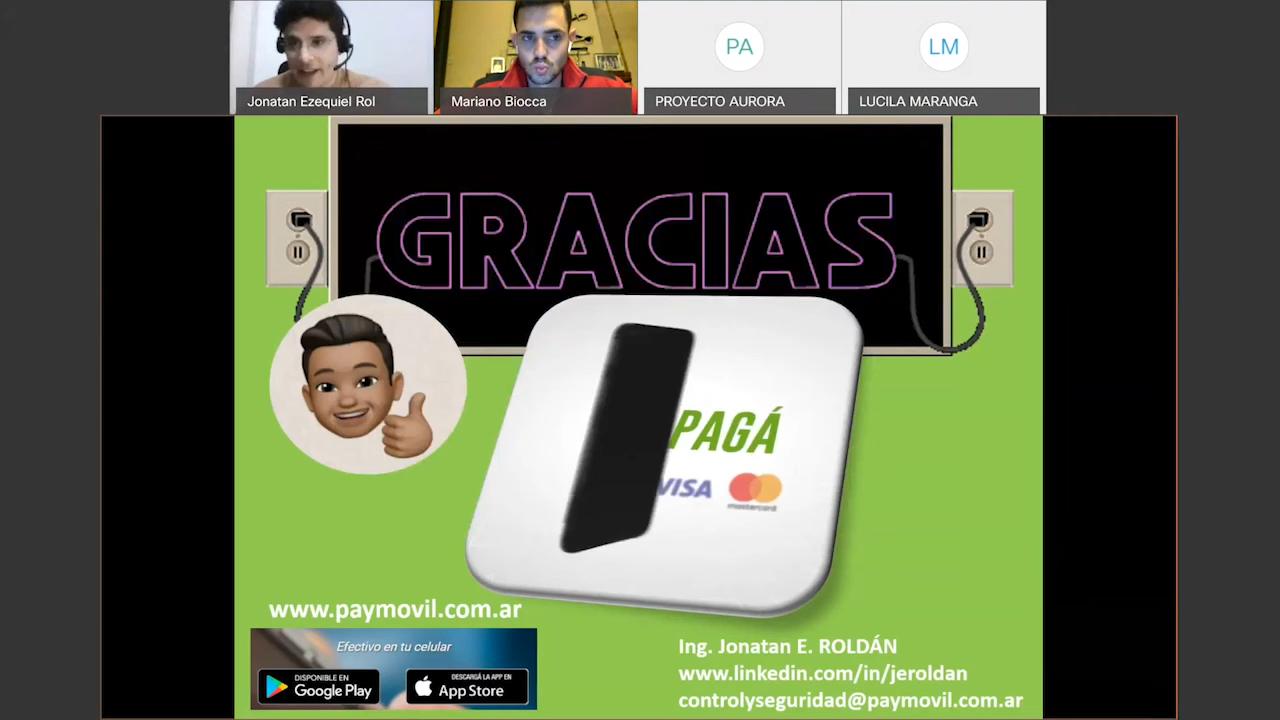 Jonatan Ezequiel Rol
Mariano Biocca
PA
PROYECTO AURORA
LM
LUCILA MARANGA
GRACIAS
PAGÁ
VISA
mastercard
www.paymovil.com.ar
Efectivo en tu celular
DISPONIBLE EN
Google Play
DESCARGÁ LA APP EN
App Store
Ing. Jonatan E. ROLDÁN
www.linkedin.com/in/jeroldan
controlyseguridad@paymovil.com.ar